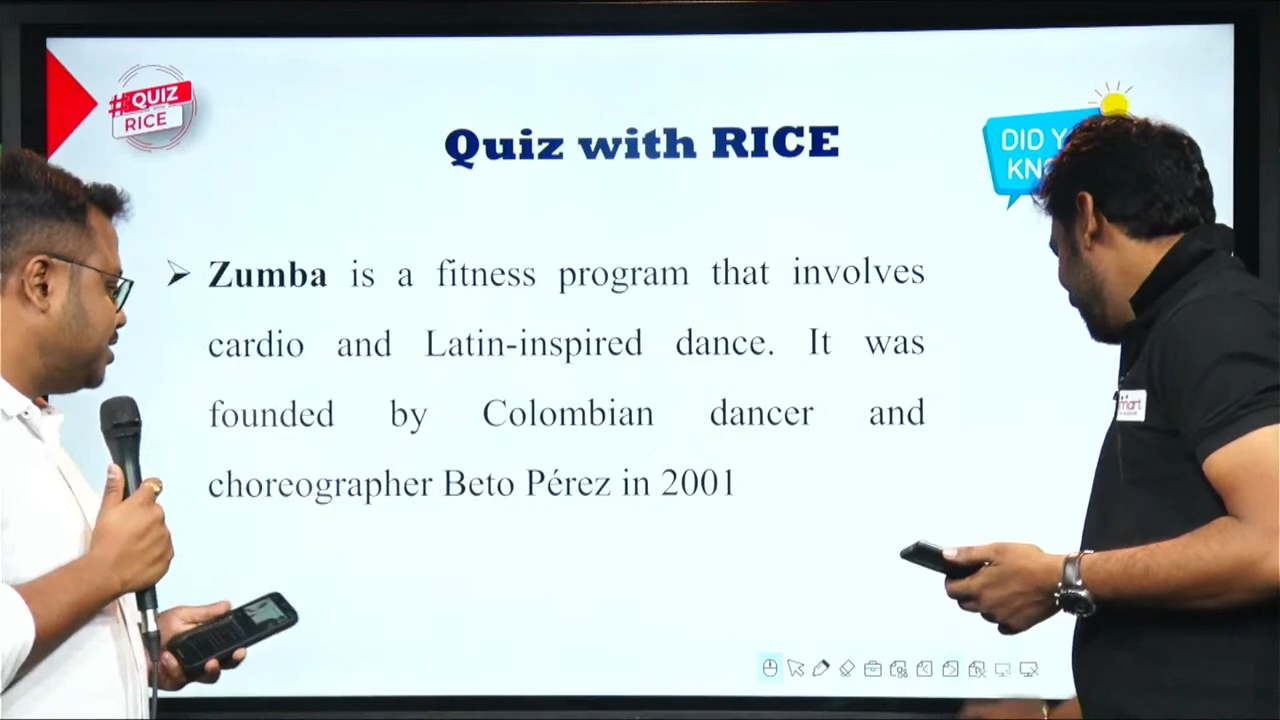 #QUIZ
RICE
Quiz with RICE
DID
Zumba is a fitness program that involves
cardio and Latin-inspired dance. It was
founded by Colombian dancer and
choreographer Beto Pérez in 2001